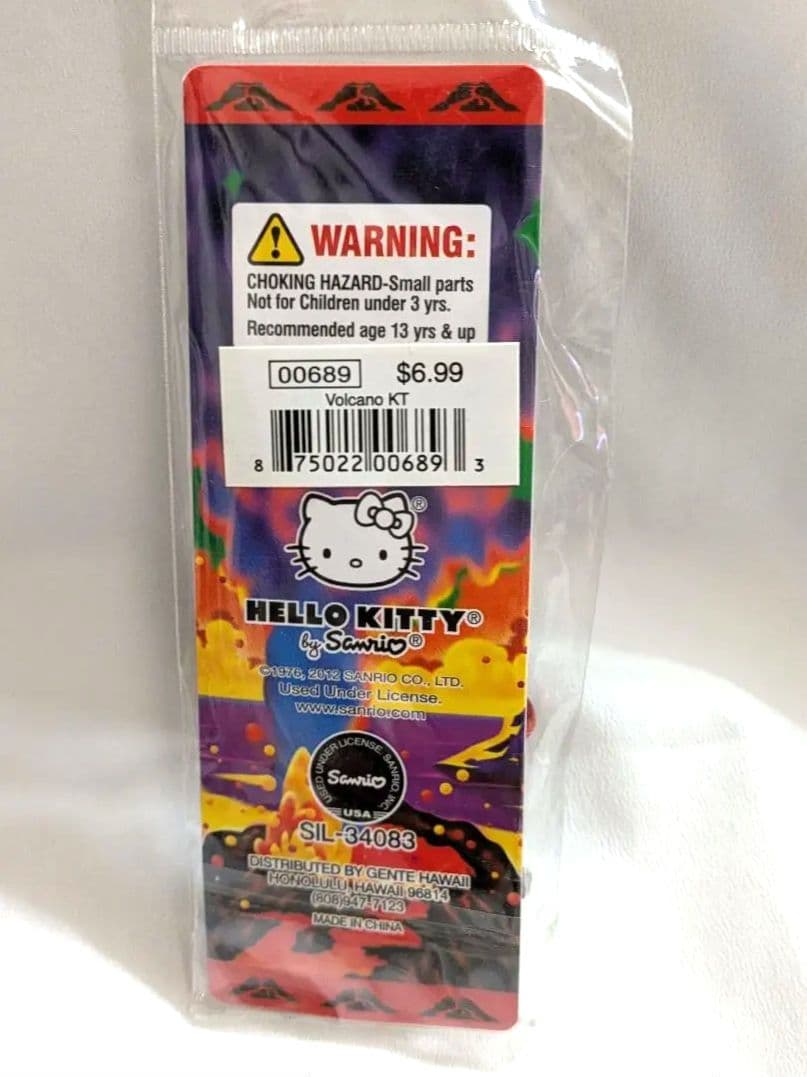 WARNING:
CHOKING HAZARD-Small parts
Not for Children under 3 yrs.
Recommended age 13 yrs & up
00689 $6.99
Volcano KT
8 75022 00689 3
®
HELLO KITTY®
by Sanrio®
©1976, 2012 SANRIO CO., LTD.
Used Under License.
www.sanrio.com
USED UNDER LICENSE. SANRIO, INC.
Sanrio
USA
SIL-34083
DISTRIBUTED BY GENTE HAWAII
HONOLULU, HAWAII 96814
(808)947-7123
MADE IN CHINA